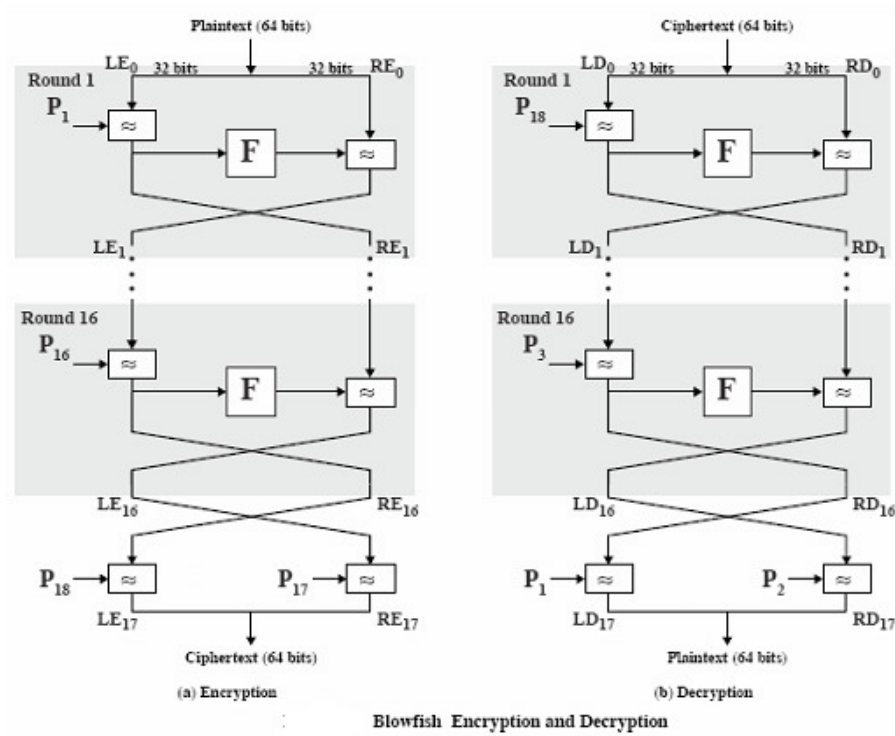 Plaintext (64 bits)
LE0 32 bits 32 bits RE0
Round 1
P1
≈
F
≈
LE1 RE1
Round 16
P16
≈
F
≈
LE16 RE16
P18 ≈ P17 ≈
LE17 RE17
Ciphertext (64 bits)
(a) Encryption
Ciphertext (64 bits)
LD0 32 bits 32 bits RD0
Round 1
P18
≈
F
≈
LD1 RD1
Round 16
P3
≈
F
≈
LD16 RD16
P1 ≈ P2 ≈
LD17 RD17
Plaintext (64 bits)
(b) Decryption
Blowfish Encryption and Decryption